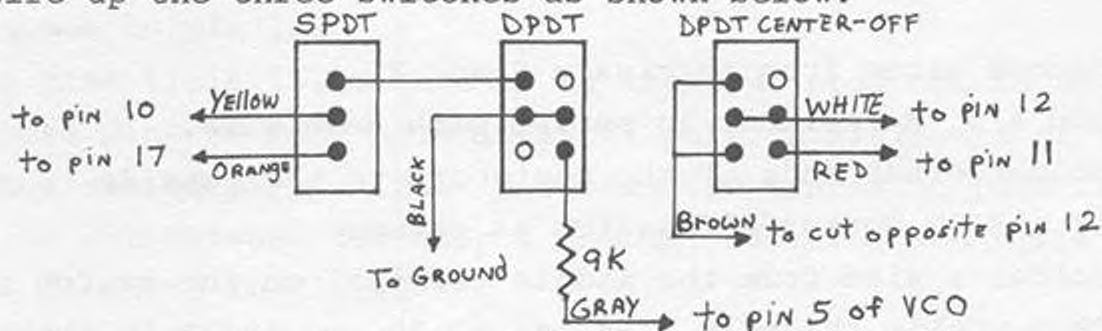 SPDT DPDT DPDT CENTER-OFF
to pin 10 Yellow
WHITE to pin 12
to pin 17 ORANGE
RED to pin 11
BLACK
BROWN to cut opposite pin 12
To GROUND
9K
GRAY to pin 5 of VCO